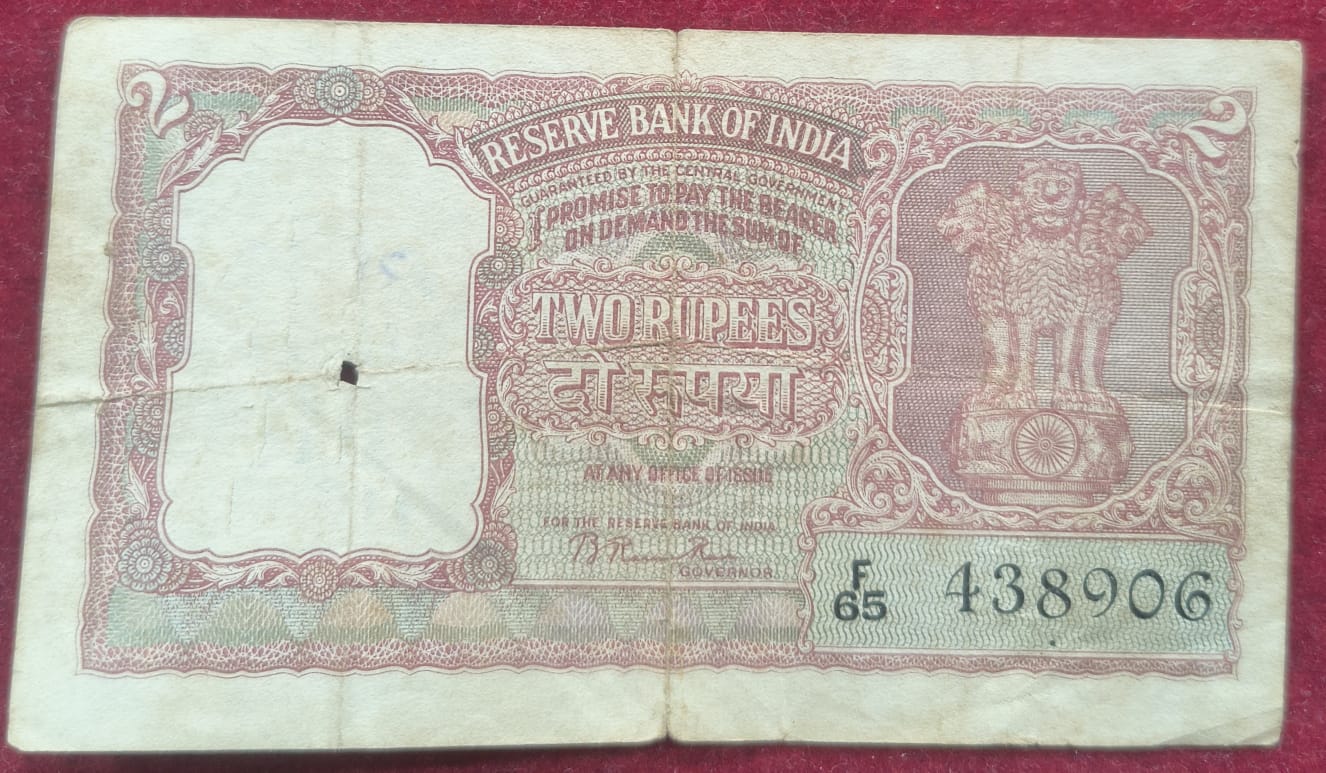 2
2
RESERVE BANK OF INDIA
GUARANTEED BY THE CENTRAL GOVERNMENT
I PROMISE TO PAY THE BEARER
ON DEMAND THE SUM OF
TWO RUPEES
दो रूपया
AT ANY OFFICE OF ISSUE
FOR THE RESERVE BANK OF INDIA
B Rama Rau
GOVERNOR
F
65 438906